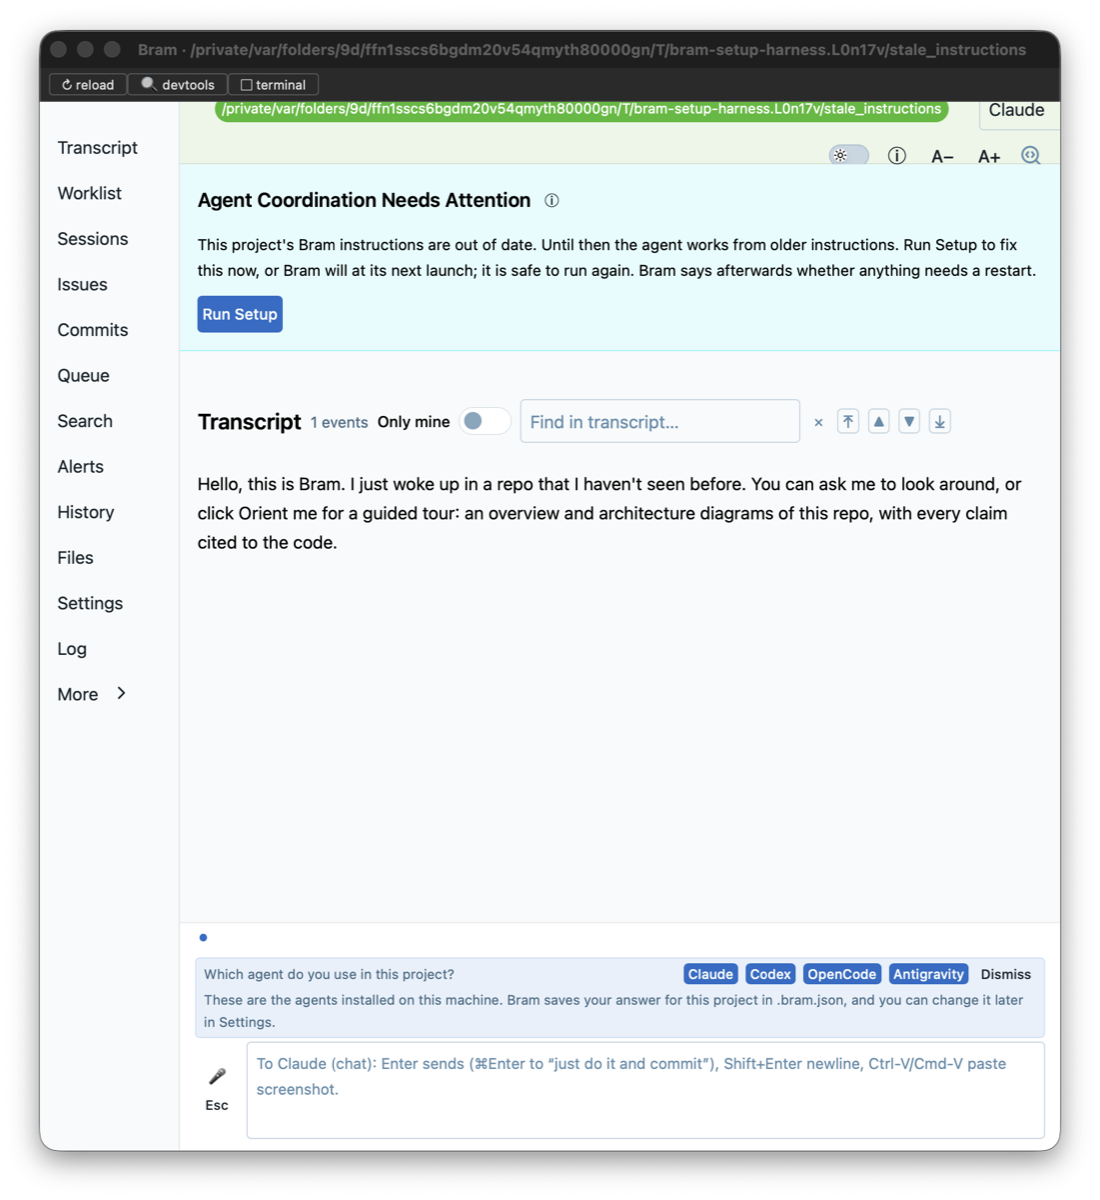 Bram · /private/var/folders/9d/ffn1sscs6bgdm20v54qmyth80000gn/T/bram-setup-harness.L0n17v/stale_instructions
reload
devtools
terminal
/private/var/folders/9d/ffn1sscs6bgdm20v54qmyth80000gn/T/bram-setup-harness.L0n17v/stale_instructions
Claude
A− A+
Transcript
Worklist
Sessions
Issues
Commits
Queue
Search
Alerts
History
Files
Settings
Log
More
Agent Coordination Needs Attention
This project's Bram instructions are out of date. Until then the agent works from older instructions. Run Setup to fix
this now, or Bram will at its next launch; it is safe to run again. Bram says afterwards whether anything needs a restart.
Run Setup
Transcript 1 events Only mine Find in transcript... ×
Hello, this is Bram. I just woke up in a repo that I haven't seen before. You can ask me to look around, or
click Orient me for a guided tour: an overview and architecture diagrams of this repo, with every claim
cited to the code.
Which agent do you use in this project? Claude Codex OpenCode Antigravity Dismiss
These are the agents installed on this machine. Bram saves your answer for this project in .bram.json, and you can change it later
in Settings.
Esc
To Claude (chat): Enter sends (⌘Enter to “just do it and commit”), Shift+Enter newline, Ctrl-V/Cmd-V paste
screenshot.